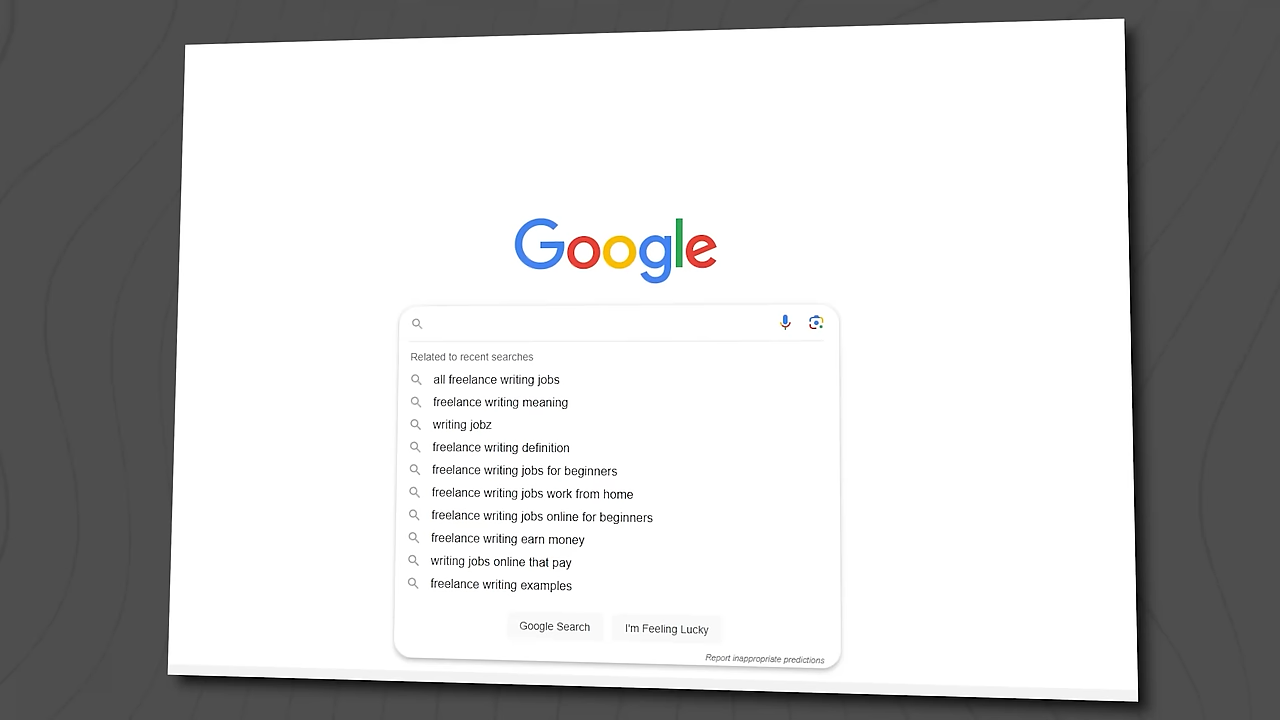 Google
Related to recent searches
all freelance writing jobs
freelance writing meaning
writing jobz
freelance writing definition
freelance writing jobs for beginners
freelance writing jobs work from home
freelance writing jobs online for beginners
freelance writing earn money
writing jobs online that pay
freelance writing examples
Google Search
I'm Feeling Lucky
Report inappropriate predictions